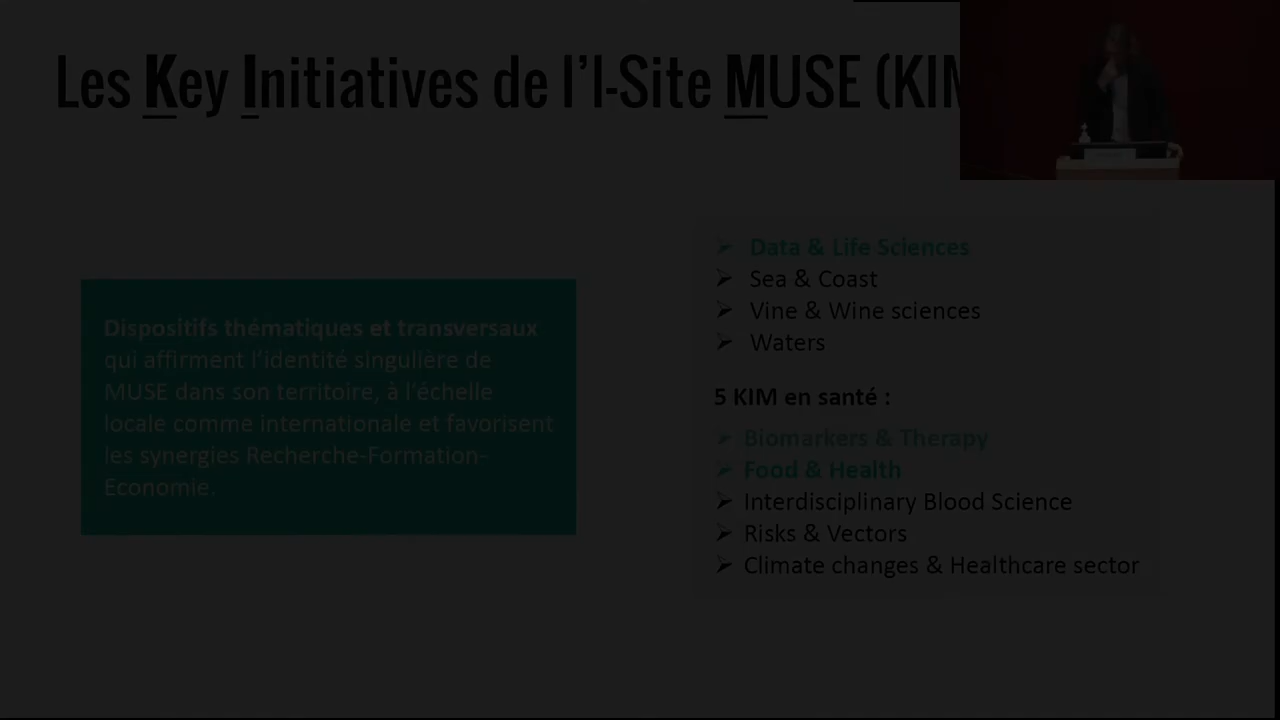 Les Key Initiatives de l'I-Site MUSE (KIM
Dispositifs thématiques et transversaux
qui affirment l'identité singulière de
MUSE dans son territoire, à l'échelle
locale comme internationale et favorisent
les synergies Recherche-Formation-
Economie.
➢ Data & Life Sciences
➢ Sea & Coast
➢ Vine & Wine sciences
➢ Waters
5 KIM en santé :
➢ Biomarkers & Therapy
➢ Food & Health
➢ Interdisciplinary Blood Science
➢ Risks & Vectors
➢ Climate changes & Healthcare sector